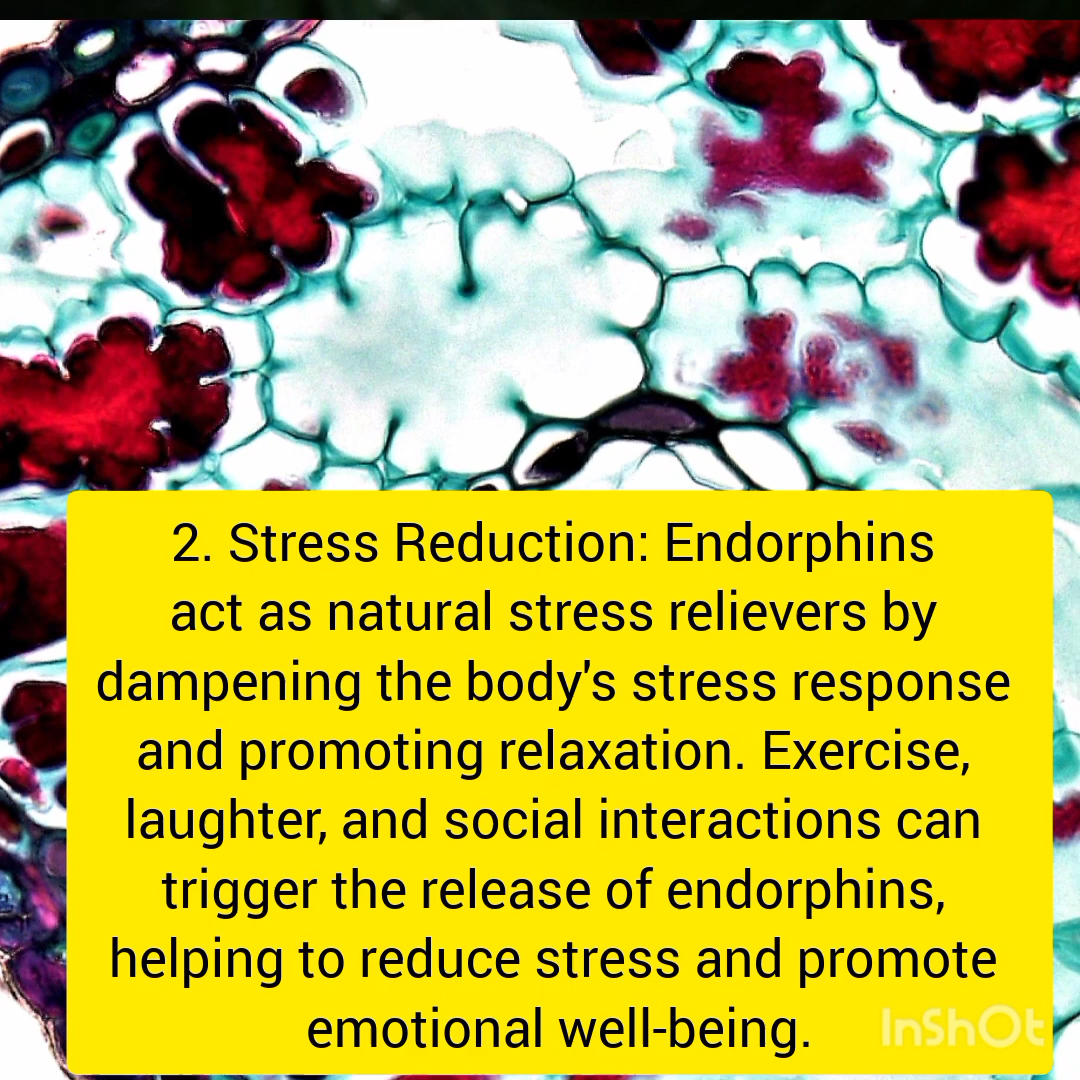 2. Stress Reduction: Endorphins
act as natural stress relievers by
dampening the body's stress response
and promoting relaxation. Exercise,
laughter, and social interactions can
trigger the release of endorphins,
helping to reduce stress and promote
emotional well-being.
InShOt